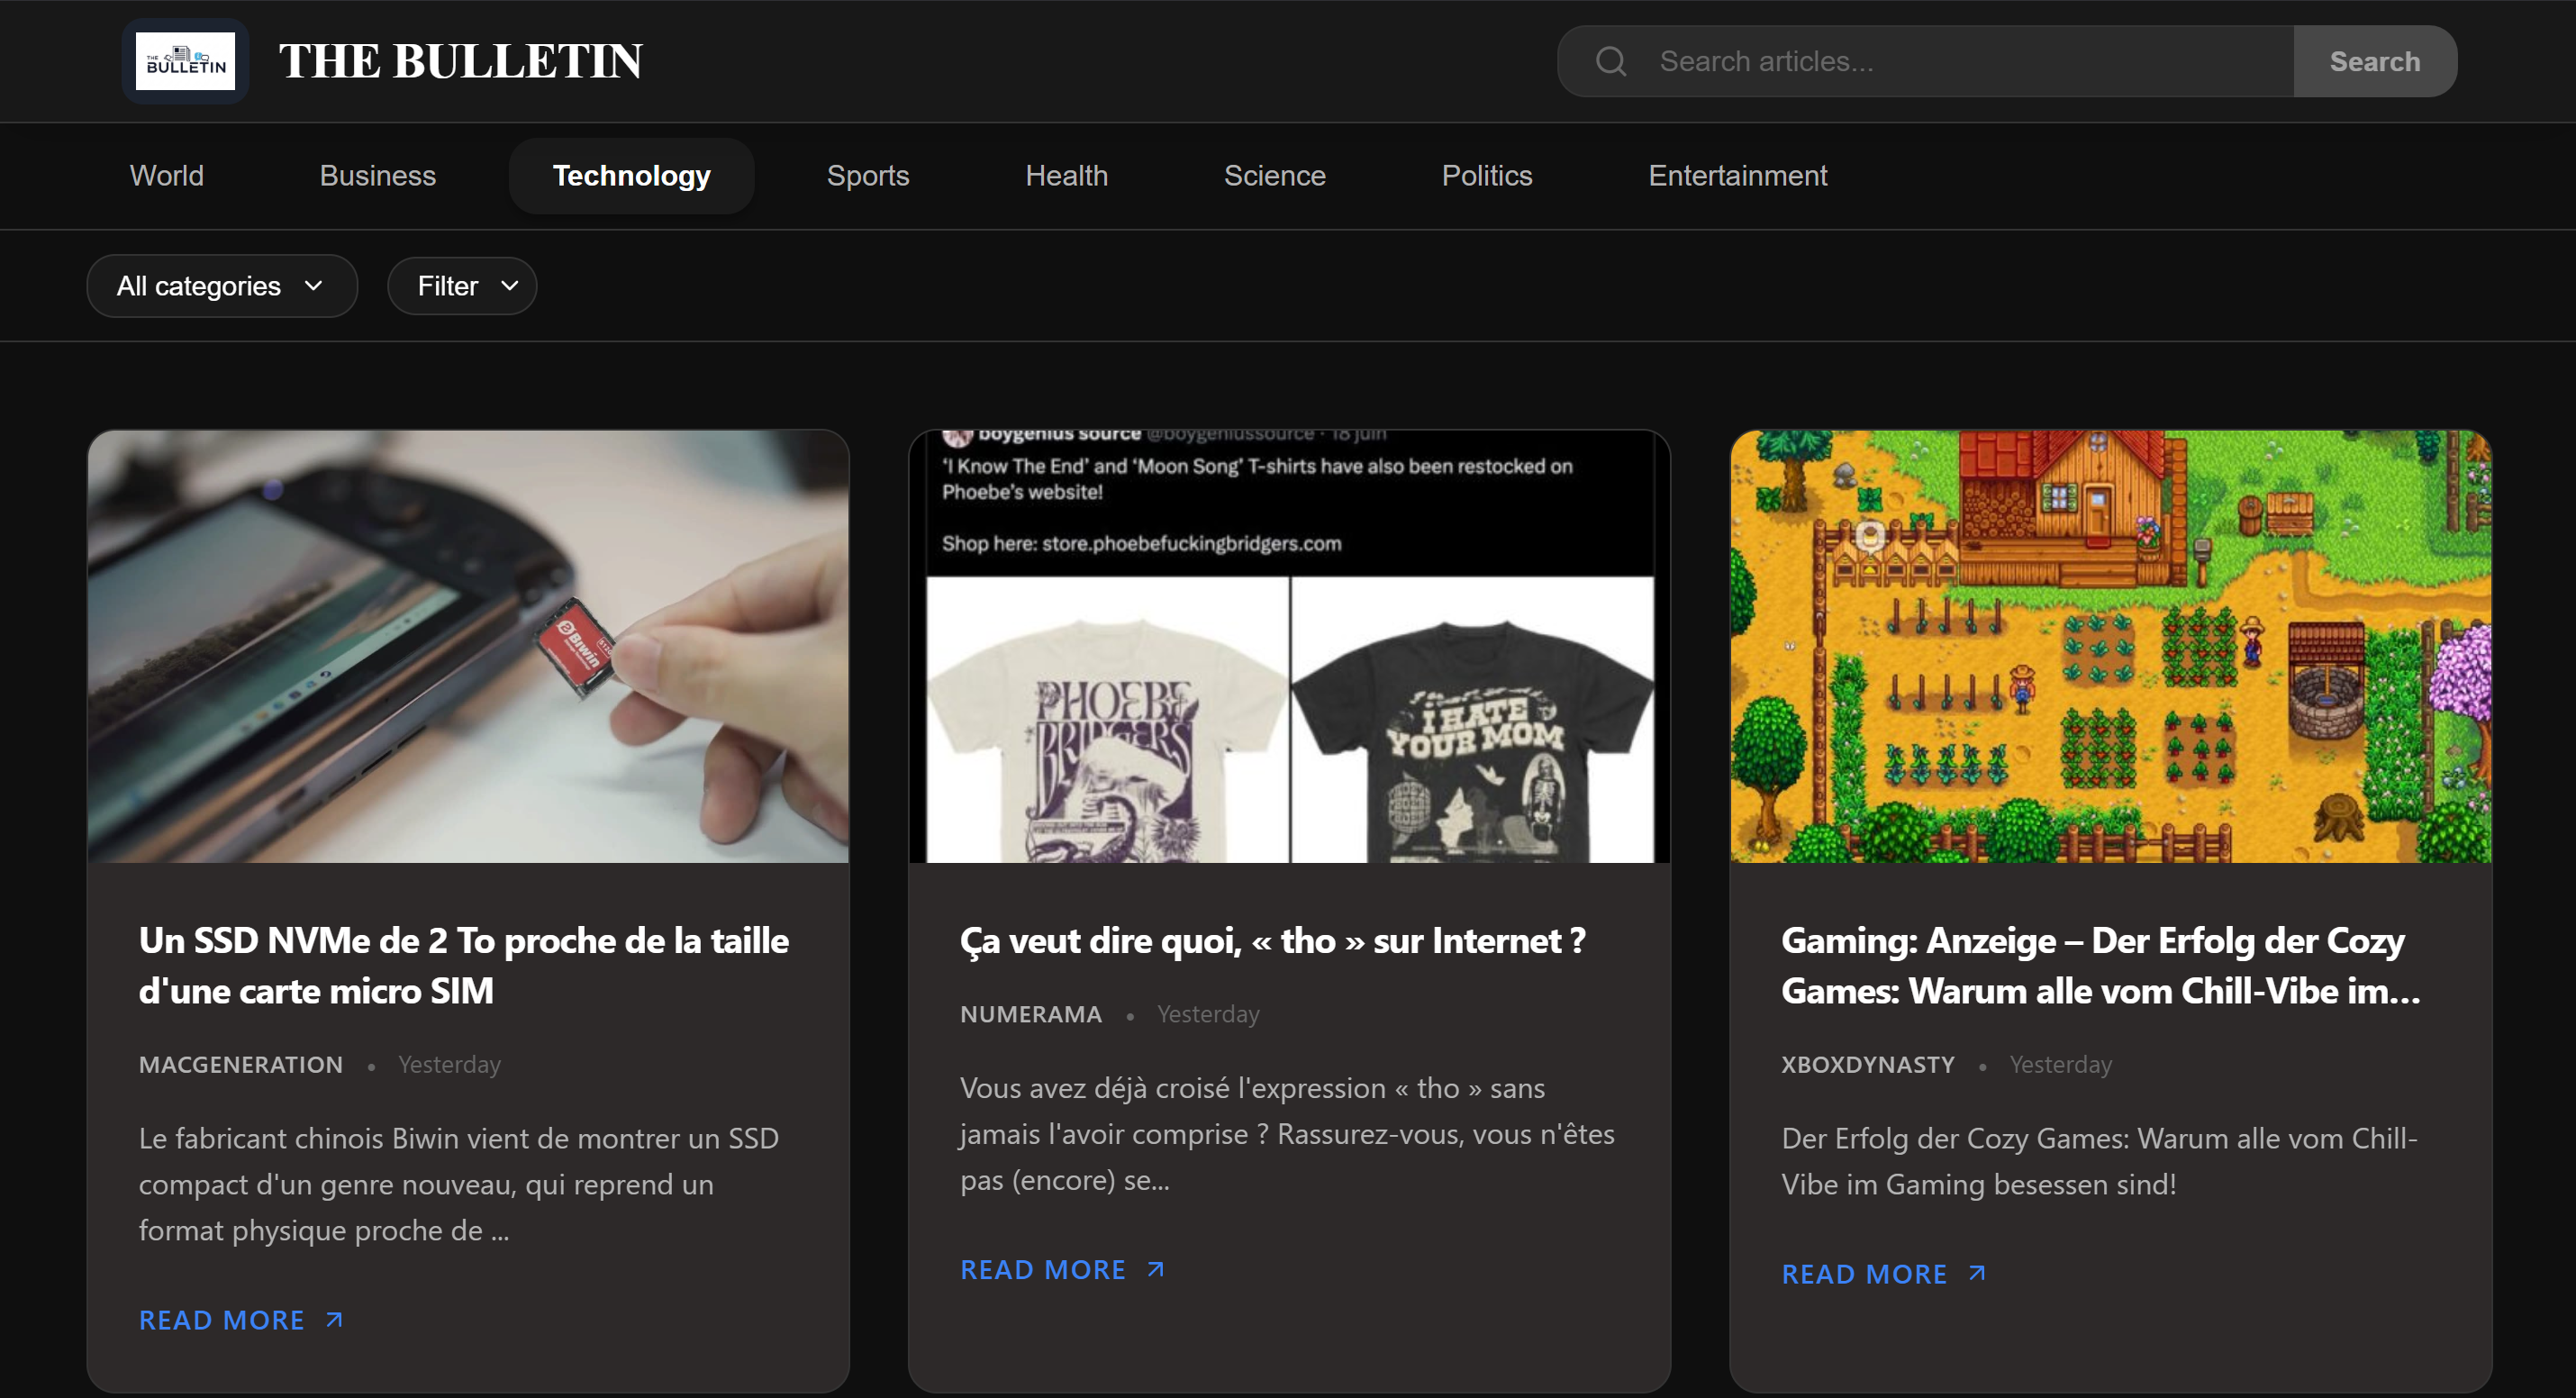 THE
BULLETIN
THE BULLETIN
Search articles...
Search
World
Business
Technology
Sports
Health
Science
Politics
Entertainment
All categories
Filter
Biwin
boygenius source @boygeniussource · 18 juin
‘I Know The End’ and ‘Moon Song’ T-shirts have also been restocked on
Phoebe’s website!
Shop here: store.phoebefuckingbridgers.com
PHOEBE
BRIDGERS
I HATE
YOUR MOM
Un SSD NVMe de 2 To proche de la taille
d'une carte micro SIM
MACGENERATION • Yesterday
Le fabricant chinois Biwin vient de montrer un SSD
compact d'un genre nouveau, qui reprend un
format physique proche de ...
READ MORE
Ça veut dire quoi, « tho » sur Internet ?
NUMERAMA • Yesterday
Vous avez déjà croisé l'expression « tho » sans
jamais l'avoir comprise ? Rassurez-vous, vous n'êtes
pas (encore) se...
READ MORE
Gaming: Anzeige – Der Erfolg der Cozy
Games: Warum alle vom Chill-Vibe im...
XBOXDYNASTY • Yesterday
Der Erfolg der Cozy Games: Warum alle vom Chill-
Vibe im Gaming besessen sind!
READ MORE